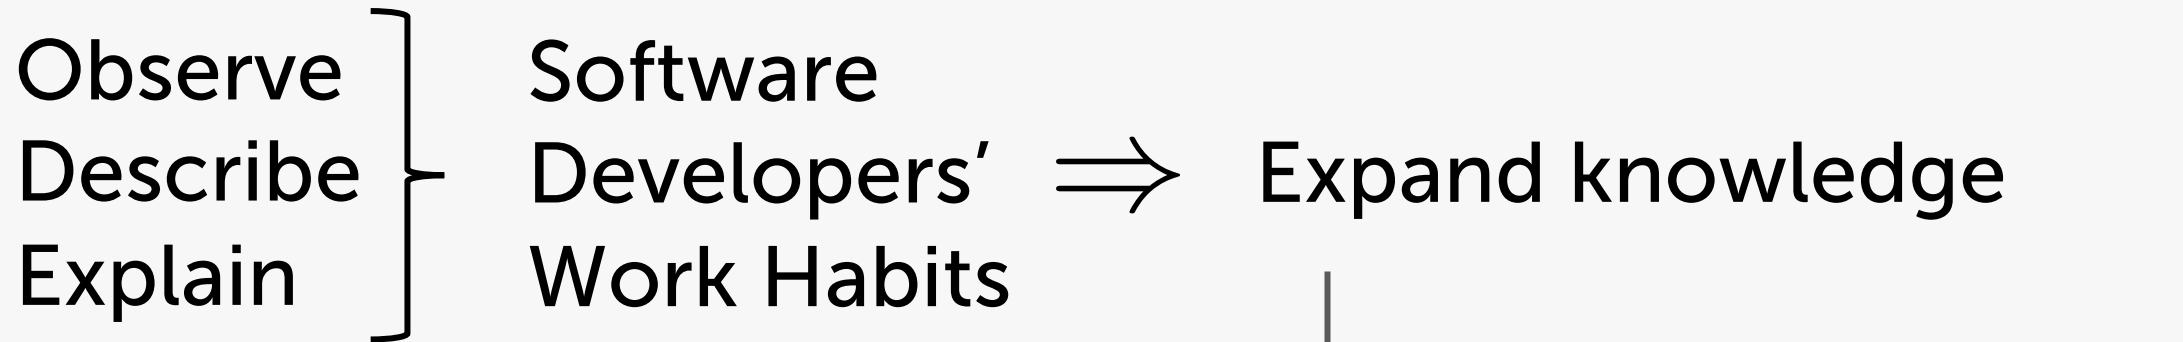 Observe
Describe
Explain
Software
Developers’
Work Habits
⇒
Expand knowledge